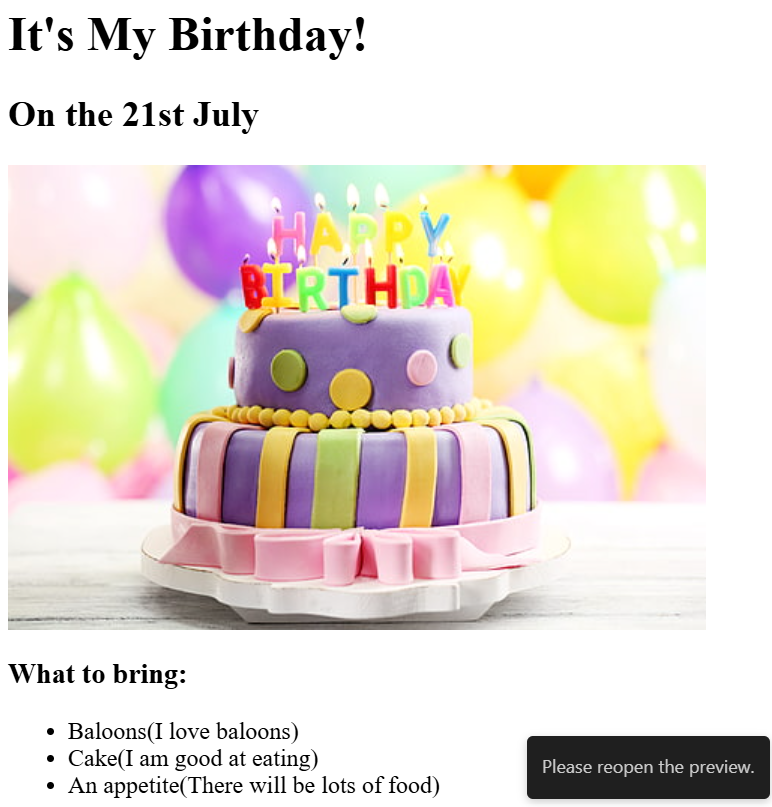 It's My Birthday!
On the 21st July
HAPPY
BIRTHDAY
What to bring:
Baloons(I love baloons)
Cake(I am good at eating)
An appetite(There will be lots of food)
Please reopen the preview.